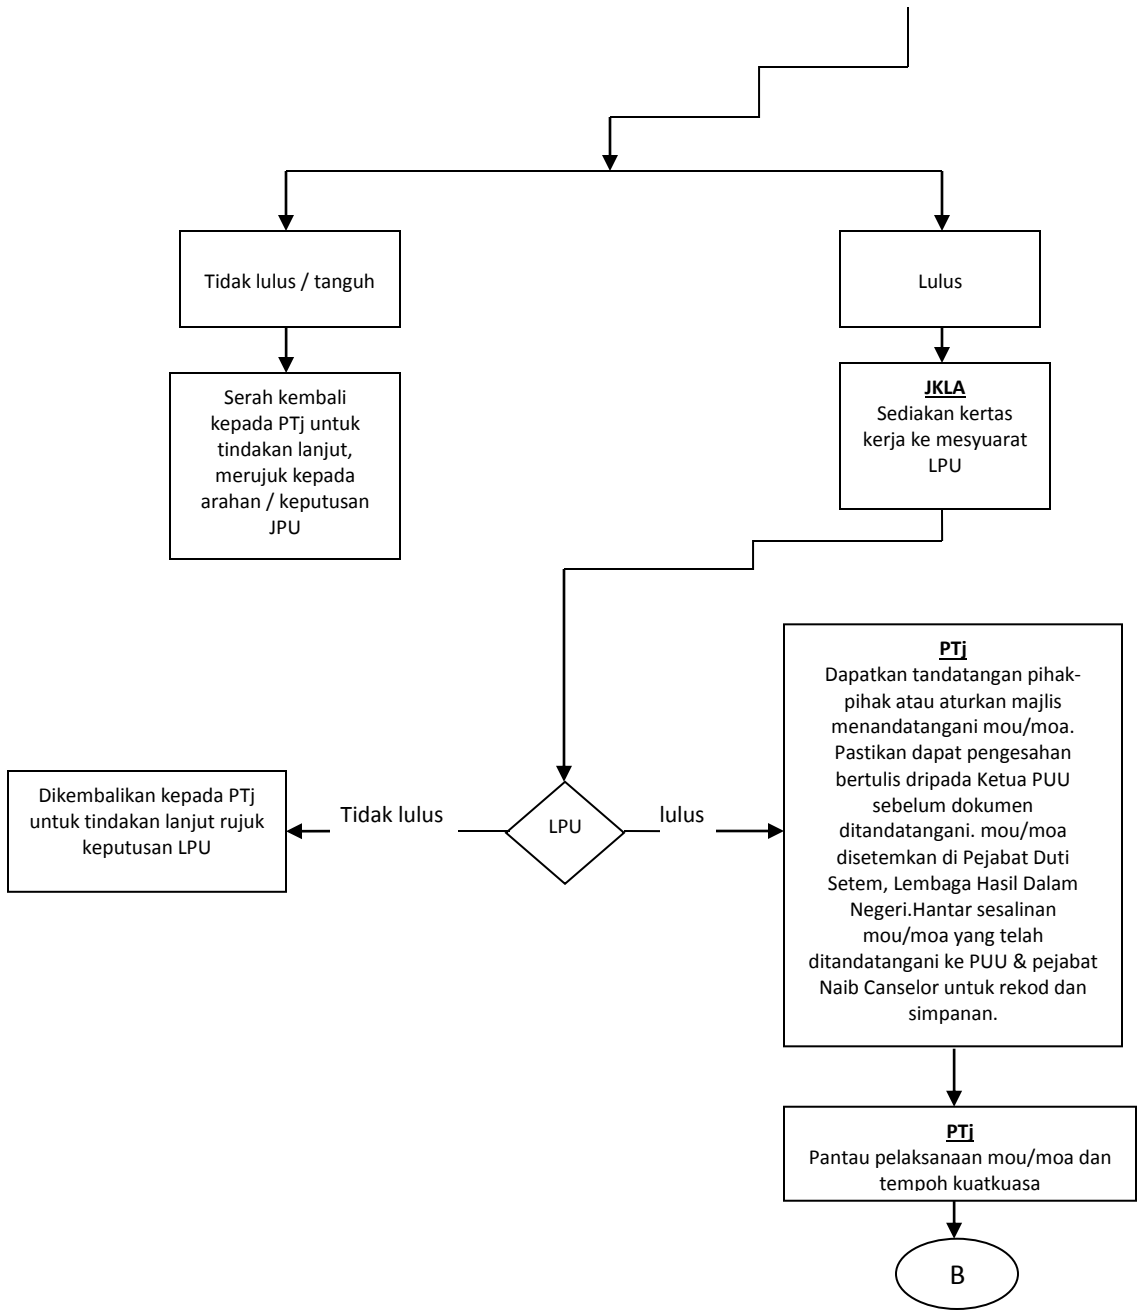 Tidak lulus / tanguh
Lulus
Serah kembali
kepada PTj untuk
tindakan lanjut,
merujuk kepada
arahan / keputusan
JPU
JKLA
Sediakan kertas
kerja ke mesyuarat
LPU
Dikembalikan kepada PTj
untuk tindakan lanjut rujuk
keputusan LPU
Tidak lulus
LPU
lulus
PTj
Dapatkan tandatangan pihak-
pihak atau aturkan majlis
menandatangani mou/moa.
Pastikan dapat pengesahan
bertulis dripada Ketua PUU
sebelum dokumen
ditandatangani. mou/moa
disetemkan di Pejabat Duti
Setem, Lembaga Hasil Dalam
Negeri.Hantar sesalinan
mou/moa yang telah
ditandatangani ke PUU & pejabat
Naib Canselor untuk rekod dan
simpanan.
PTj
Pantau pelaksanaan mou/moa dan
tempoh kuatkuasa
B